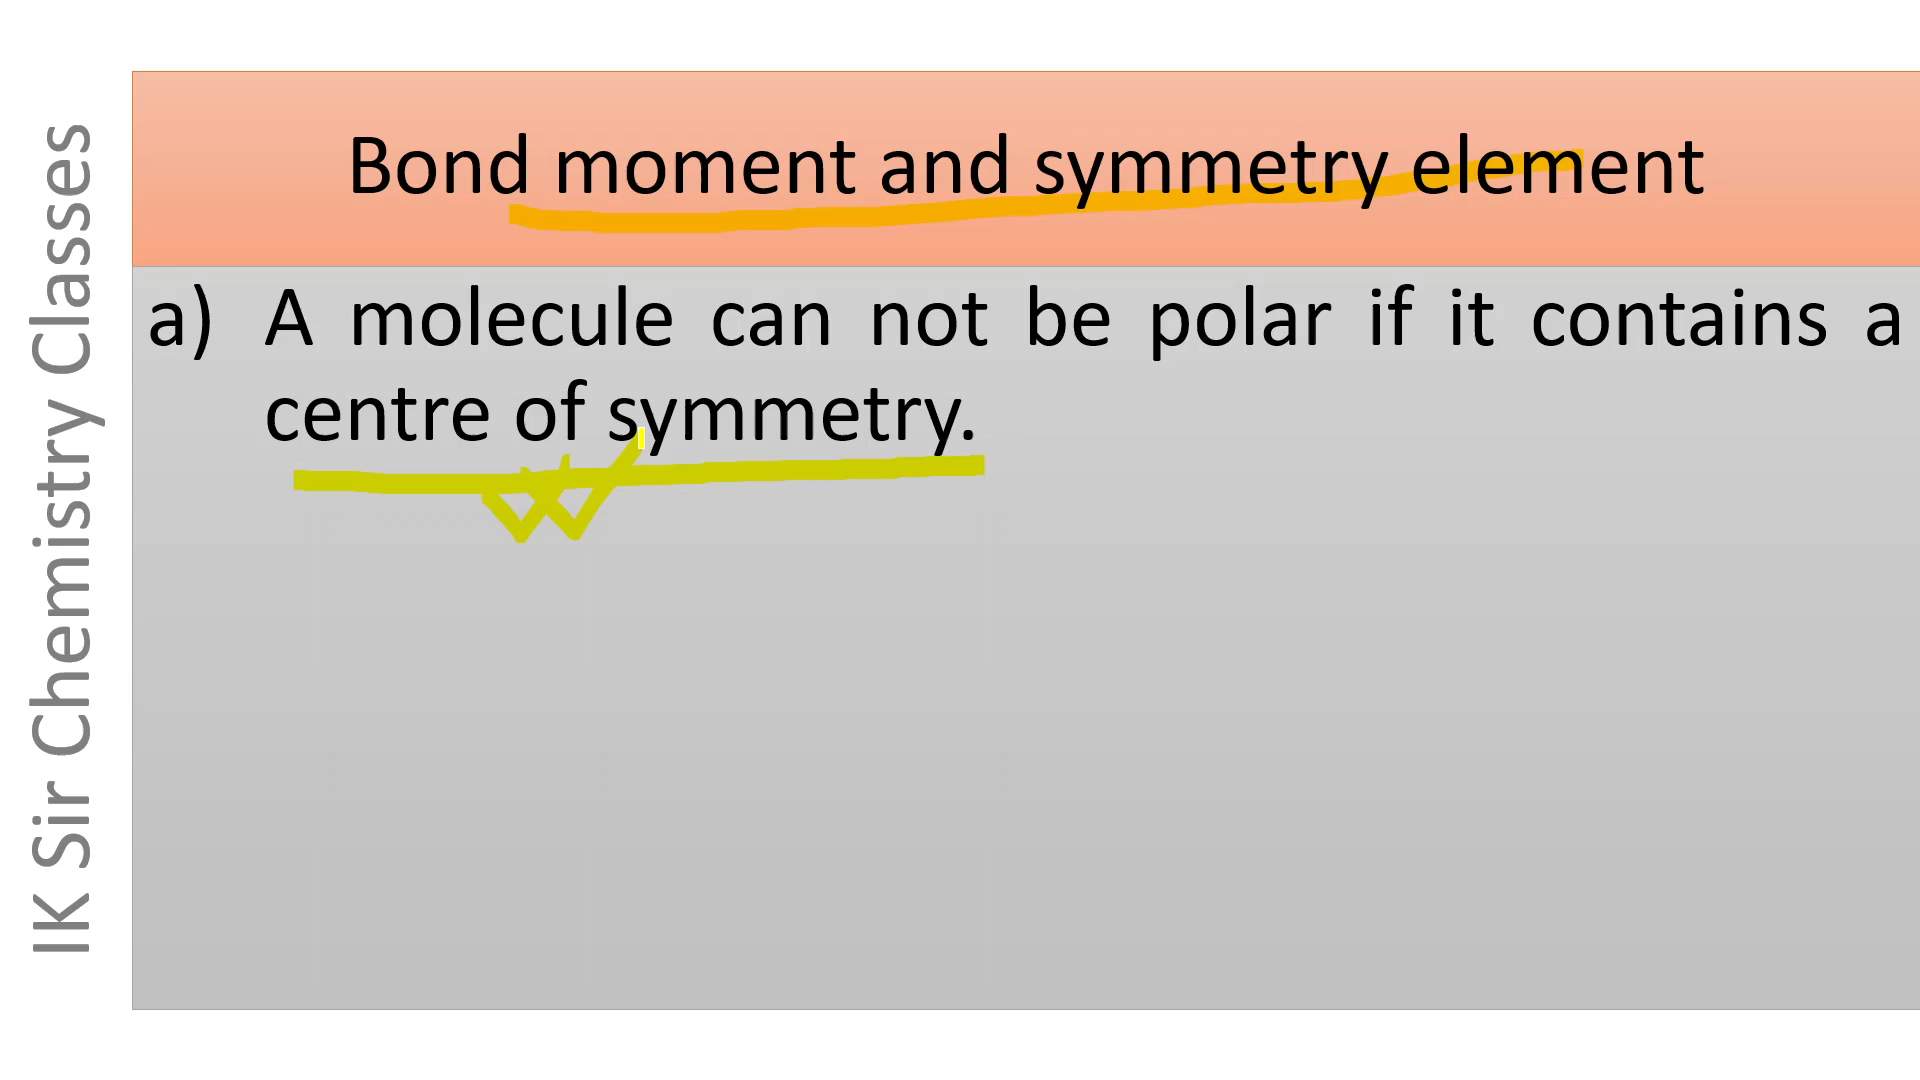 IK Sir Chemistry Classes
Bond moment and symmetry element
a) A molecule can not be polar if it contains a
centre of symmetry.